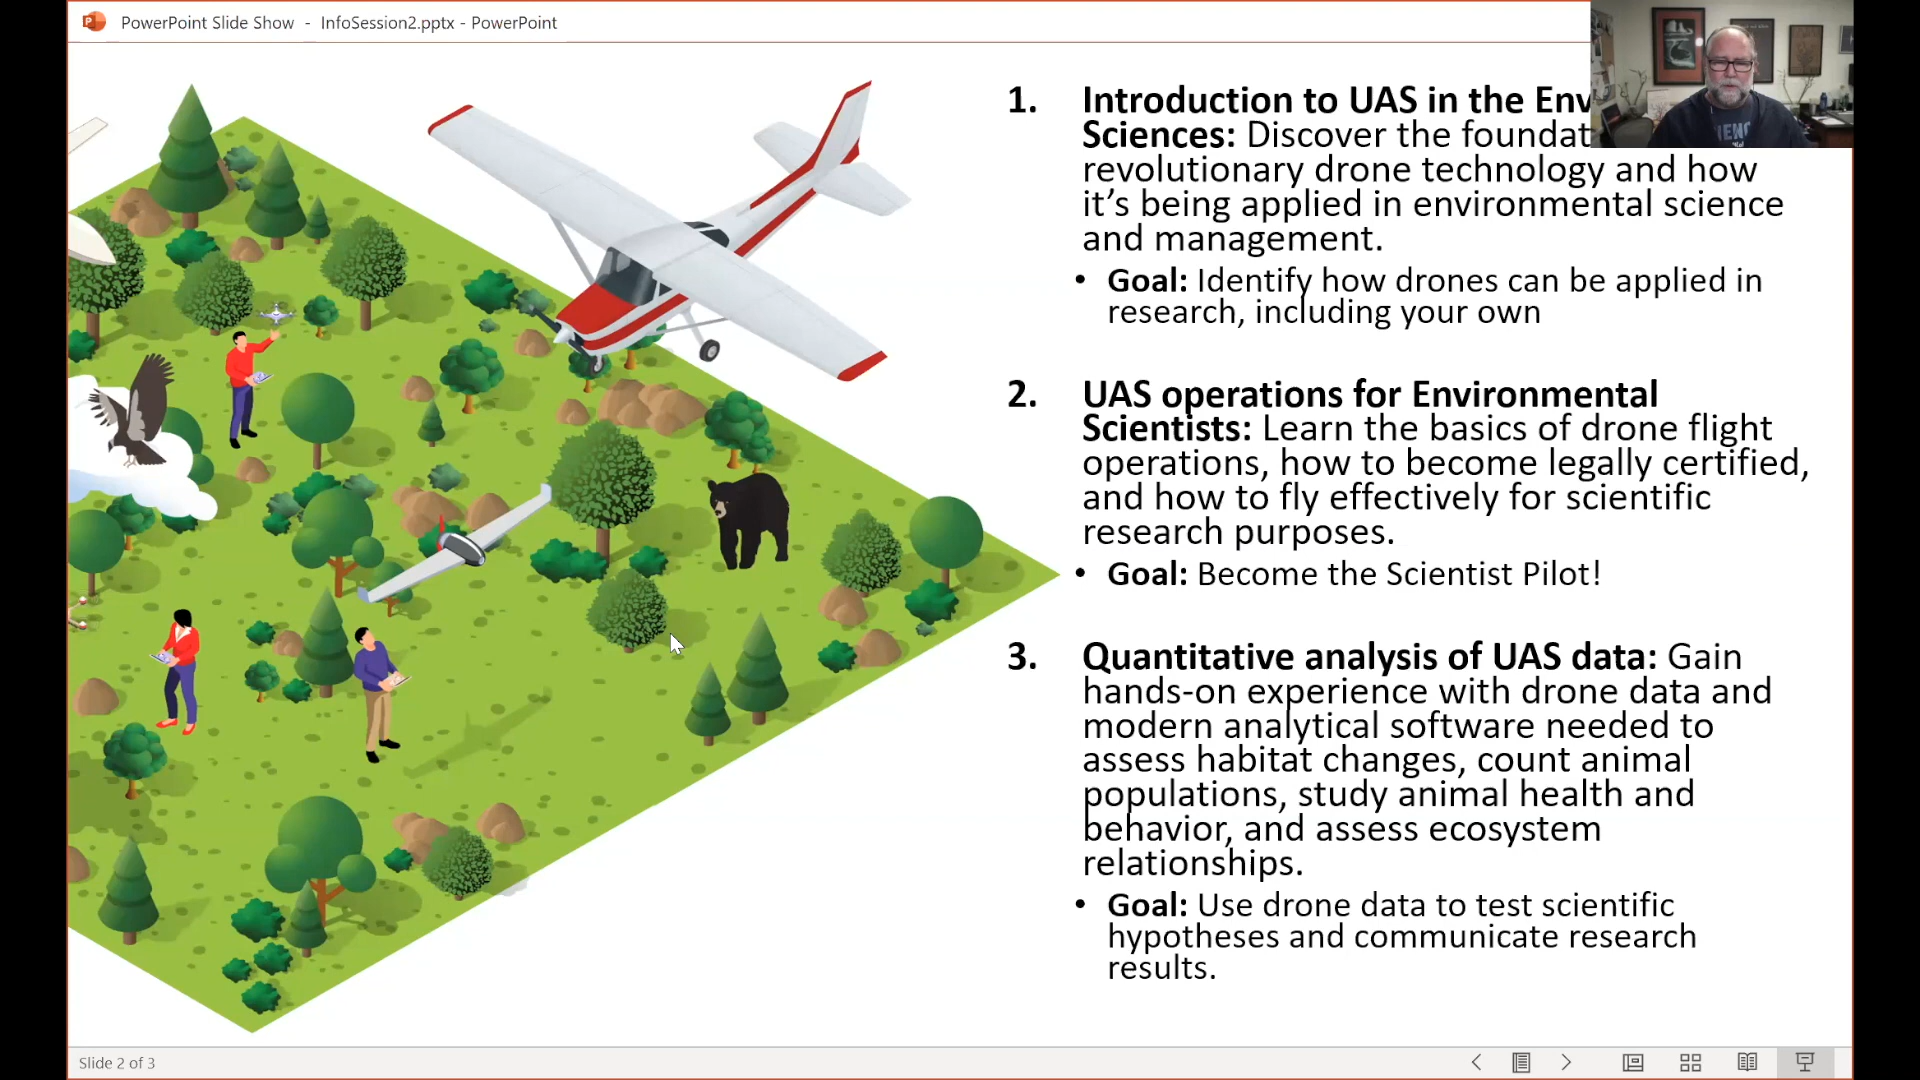 PowerPoint Slide Show - InfoSession2.pptx - PowerPoint
1. Introduction to UAS in the
Sciences: Discover the
revolutionary drone technology and how
it’s being applied in environmental science
and management.
• Goal: Identify how drones can be applied in
research, including your own
2. UAS operations for Environmental
Scientists: Learn the basics of drone flight
operations, how to become legally certified,
and how to fly effectively for scientific
research purposes.
• Goal: Become the Scientist Pilot!
3. Quantitative analysis of UAS data: Gain
hands-on experience with drone data and
modern analytical software needed to
assess habitat changes, count animal
populations, study animal health and
behavior, and assess ecosystem
relationships.
• Goal: Use drone data to test scientific
hypotheses and communicate research
results.
Slide 2 of 3